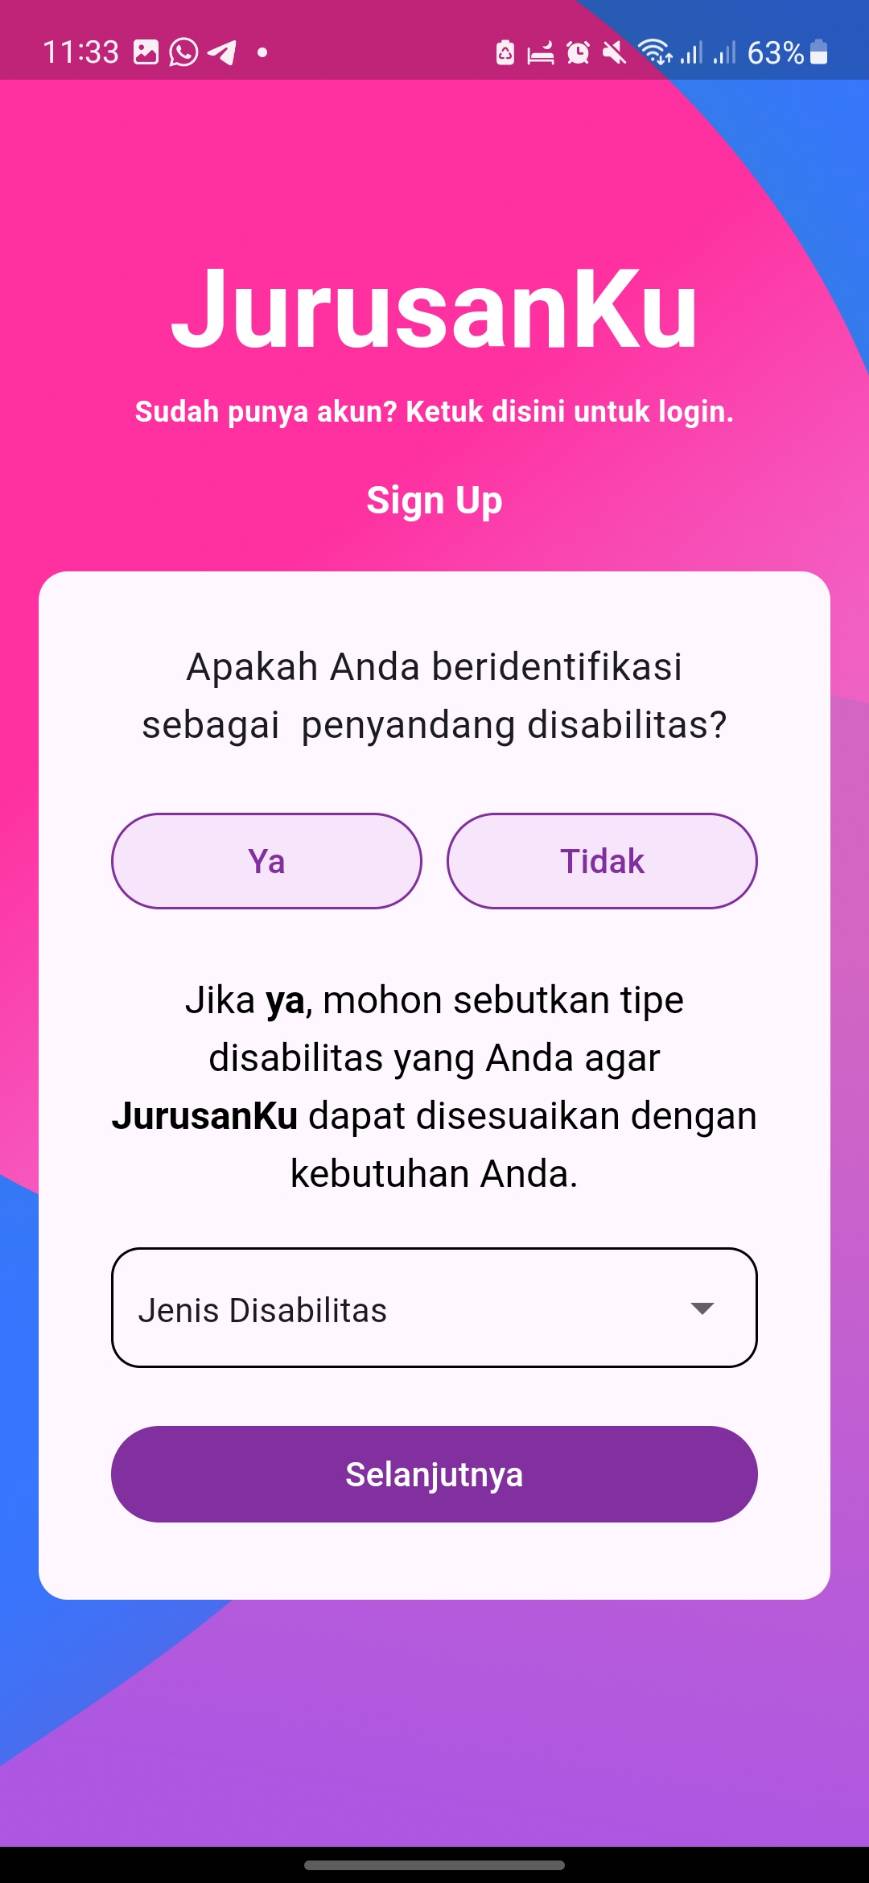 11:33
63%
JurusanKu
Sudah punya akun? Ketuk disini untuk login.
Sign Up
Apakah Anda beridentifikasi
sebagai  penyandang disabilitas?
Ya
Tidak
Jika ya, mohon sebutkan tipe
disabilitas yang Anda agar
JurusanKu dapat disesuaikan dengan
kebutuhan Anda.
Jenis Disabilitas
Selanjutnya